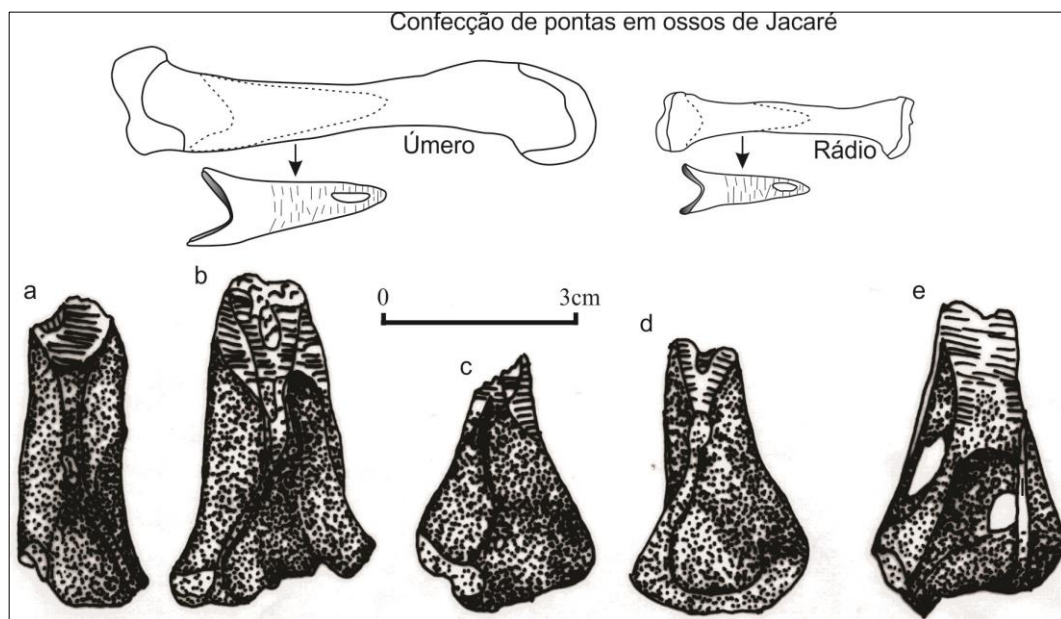 Confecção de pontas em ossos de Jacaré
Úmero
Rádio
a
b
0 3cm
c
d
e